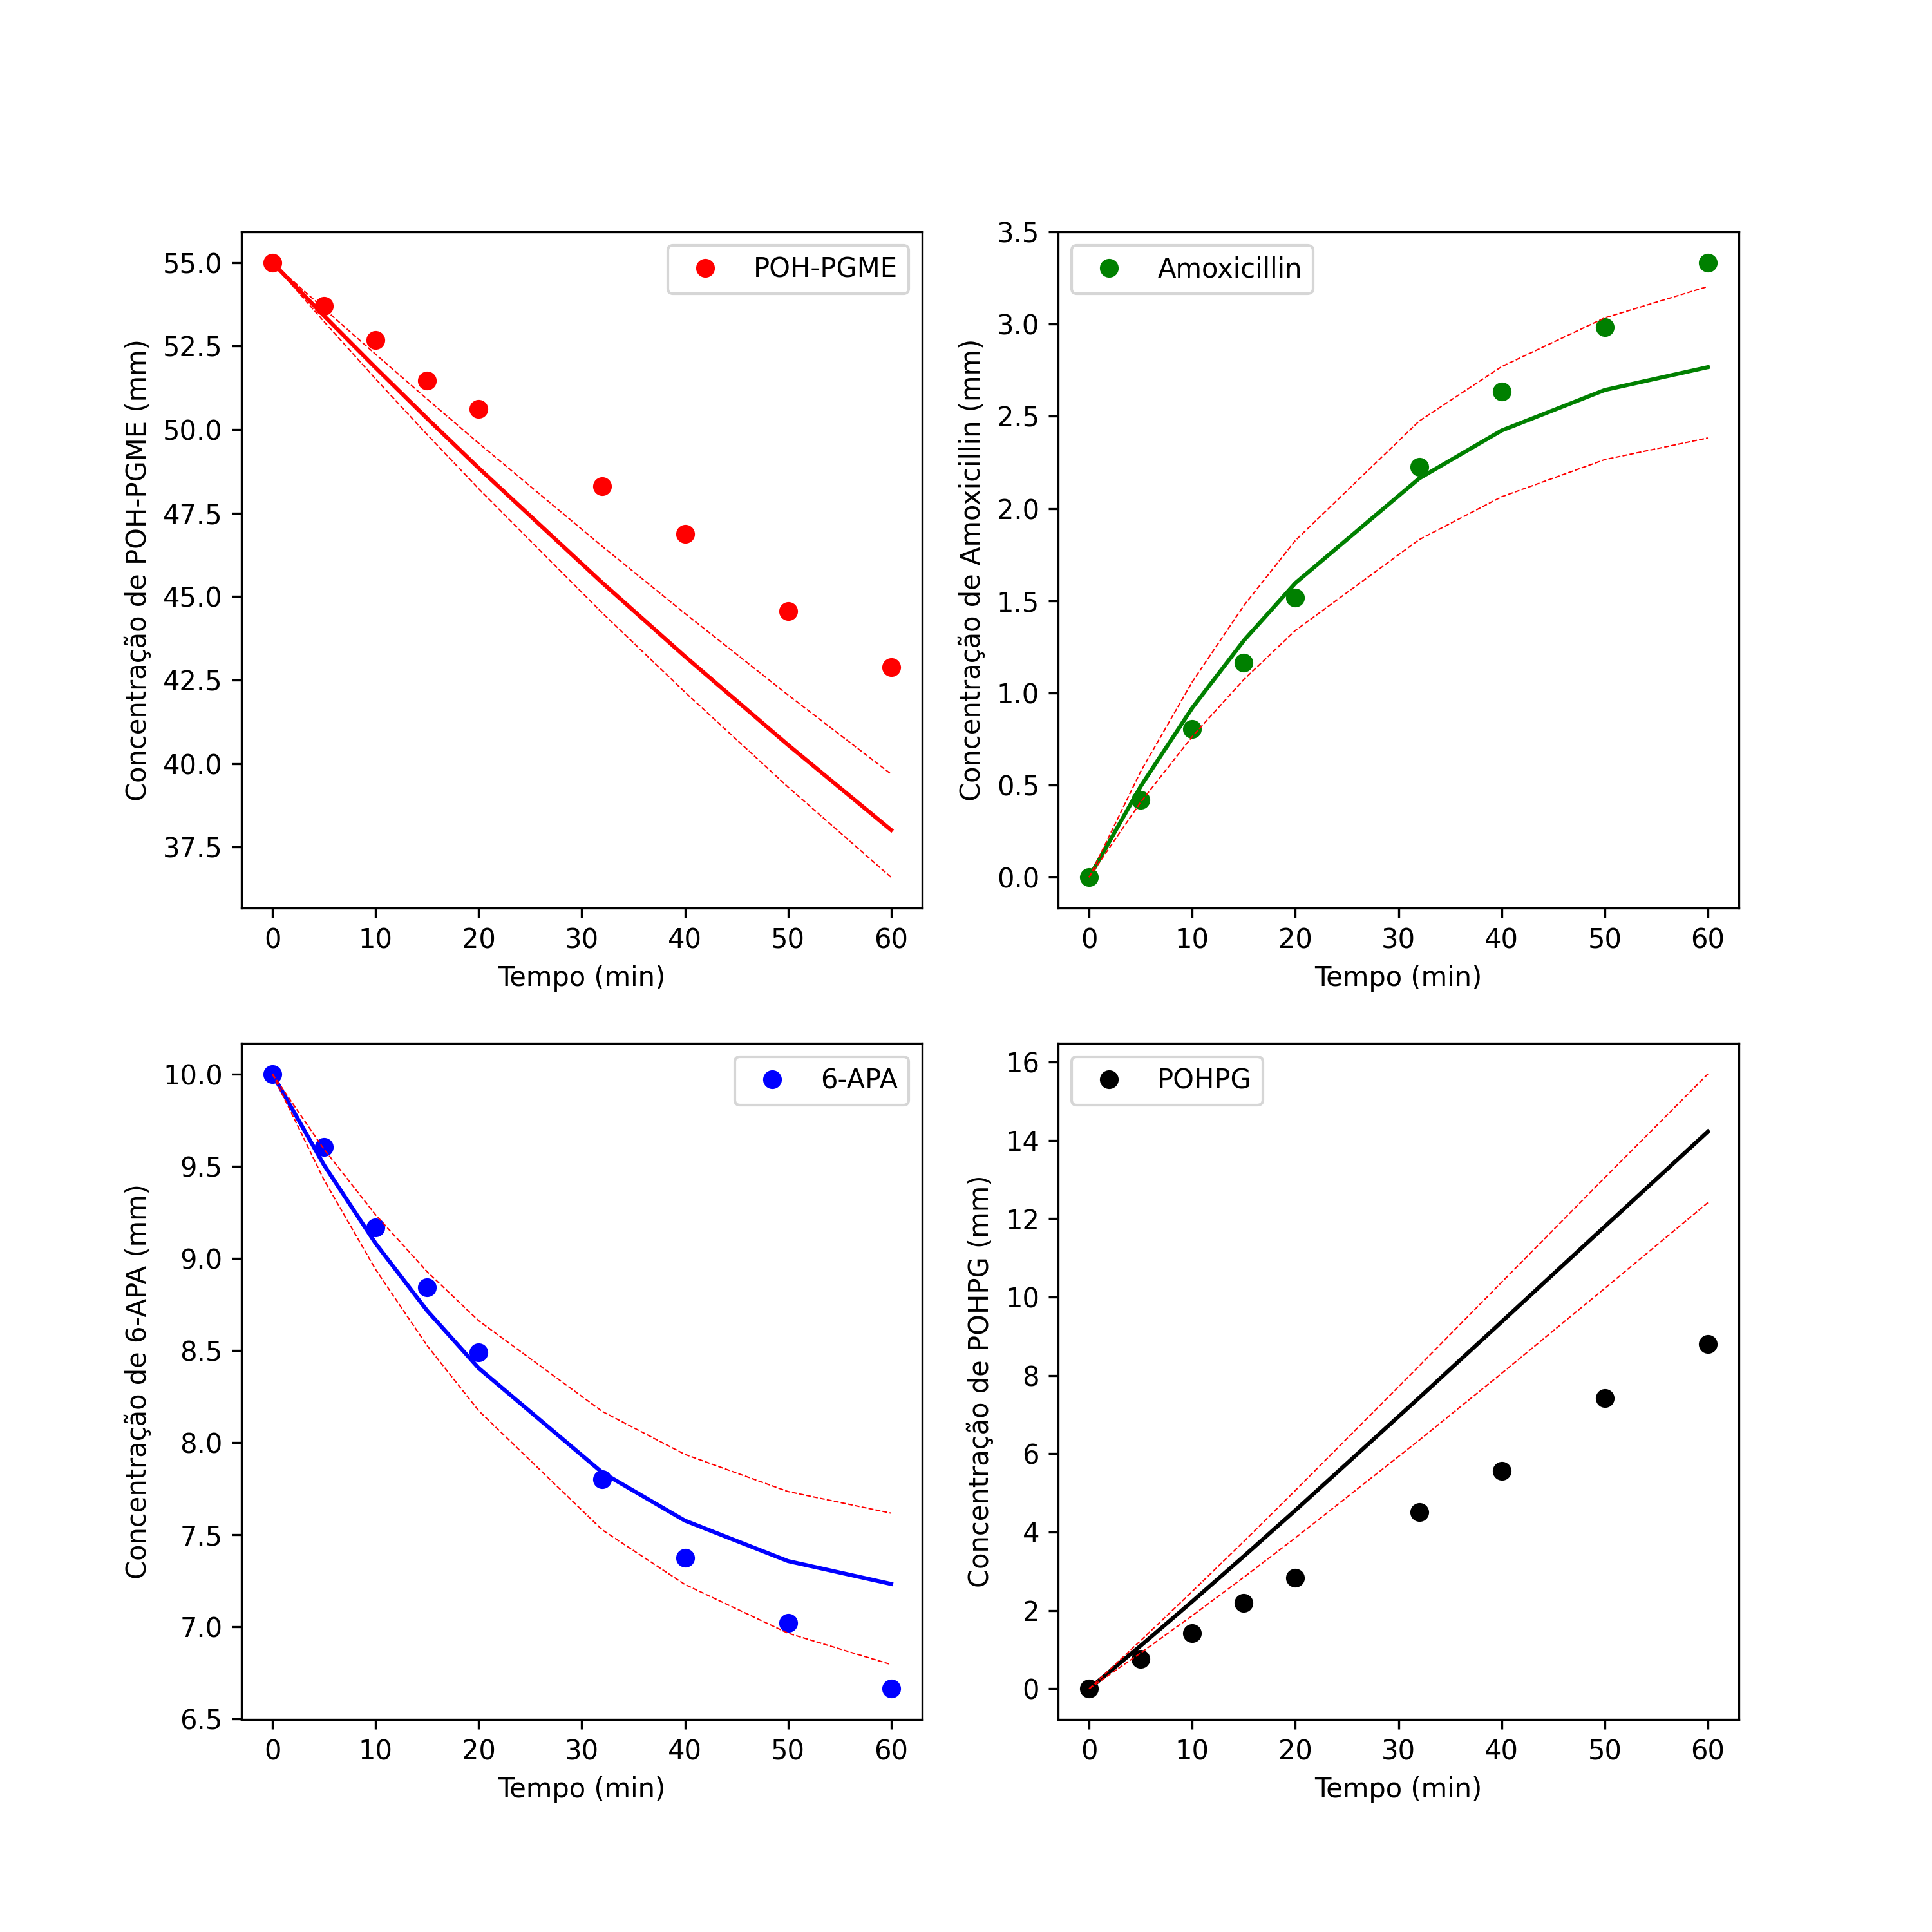 POH-PGME
55.0
52.5
50.0
47.5
45.0
42.5
40.0
37.5
Concentração de POH-PGME (mm)
0 10 20 30 40 50 60
Tempo (min)
Amoxicillin
3.5
3.0
2.5
2.0
1.5
1.0
0.5
0.0
Concentração de Amoxicillin (mm)
0 10 20 30 40 50 60
Tempo (min)
6-APA
10.0
9.5
9.0
8.5
8.0
7.5
7.0
6.5
Concentração de 6-APA (mm)
0 10 20 30 40 50 60
Tempo (min)
POHPG
16
14
12
10
8
6
4
2
0
Concentração de POHPG (mm)
0 10 20 30 40 50 60
Tempo (min)